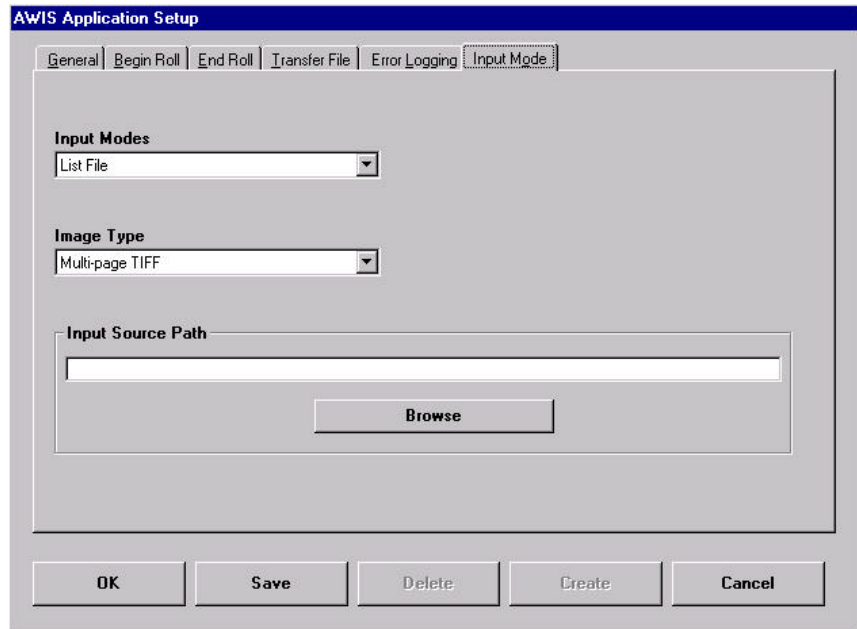 AWIS Application Setup
General Begin Roll End Roll Transfer File Error Logging Input Mode
Input Modes
List File
Image Type
Multi-page TIFF
Input Source Path
Browse
OK Save Delete Create Cancel